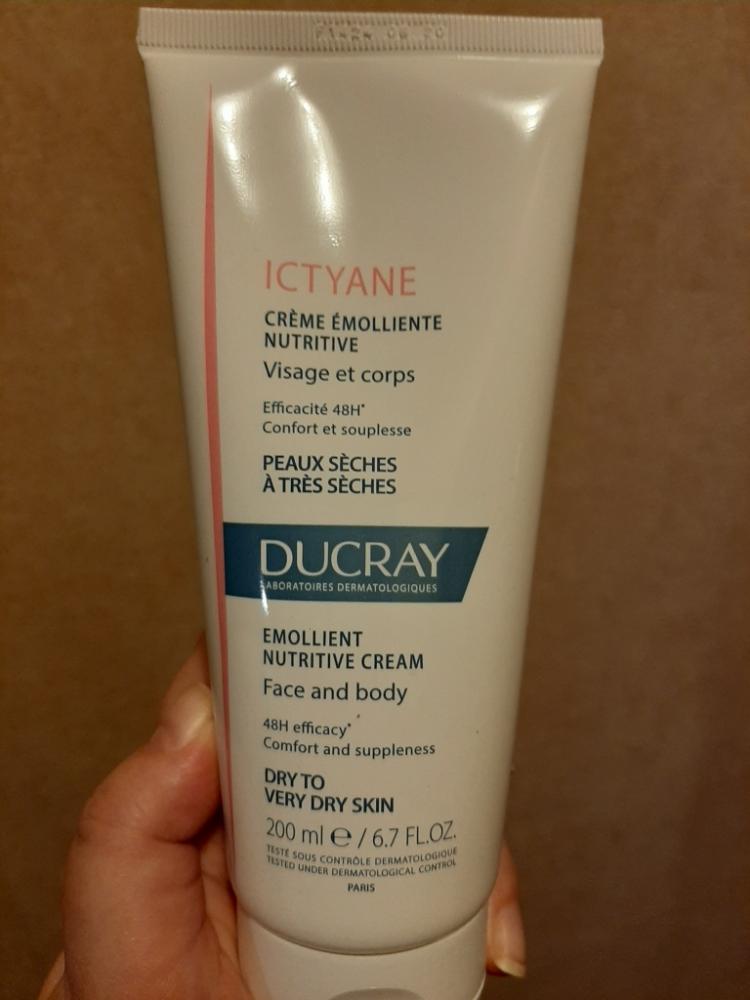 ICTYANE
CRÈME ÉMOLLIENTE
NUTRITIVE
Visage et corps
Efficacité 48H*
Confort et souplesse
PEAUX SÈCHES
À TRÈS SÈCHES
DUCRAY
LABORATOIRES DERMATOLOGIQUES
EMOLLIENT
NUTRITIVE CREAM
Face and body
48H efficacy*
Comfort and suppleness
DRY TO
VERY DRY SKIN
200 ml e / 6.7 FL.OZ.
TESTÉ SOUS CONTRÔLE DERMATOLOGIQUE
TESTED UNDER DERMATOLOGICAL CONTROL
PARIS